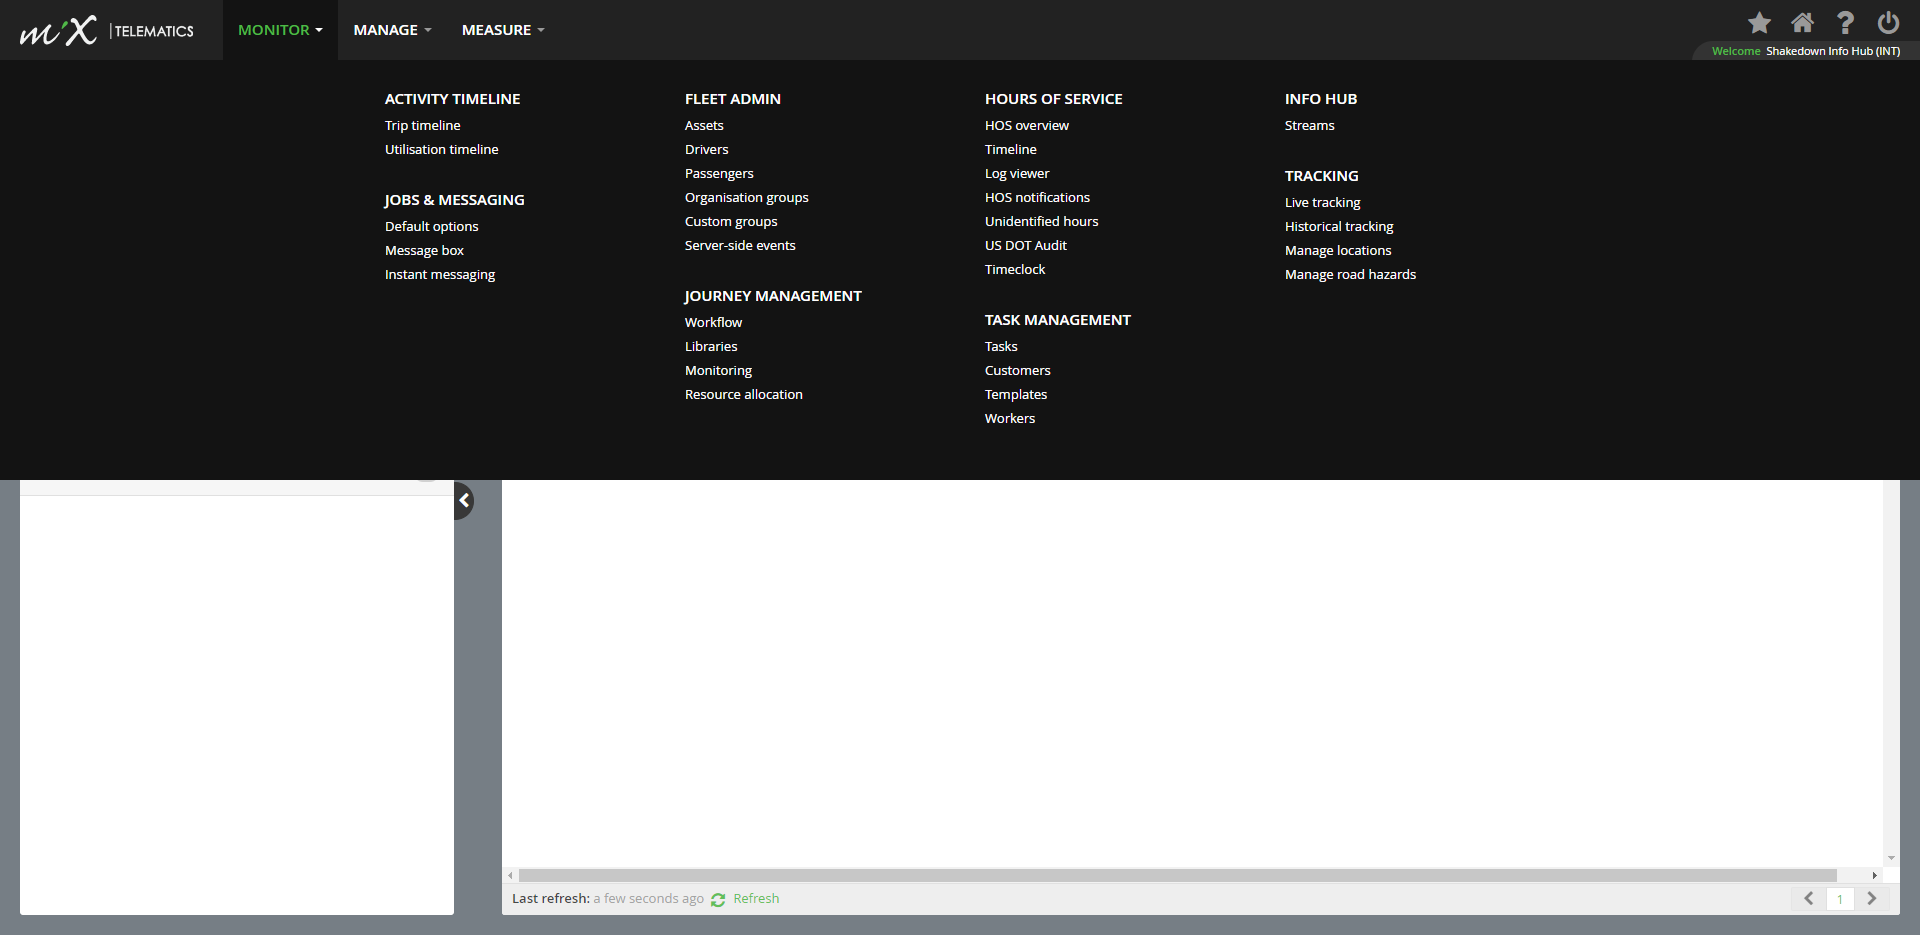 miX | TELEMATICS
MONITOR
MANAGE
MEASURE
Welcome Shakedown Info Hub (INT)
ACTIVITY TIMELINE
Trip timeline
Utilisation timeline
JOBS & MESSAGING
Default options
Message box
Instant messaging
FLEET ADMIN
Assets
Drivers
Passengers
Organisation groups
Custom groups
Server-side events
JOURNEY MANAGEMENT
Workflow
Libraries
Monitoring
Resource allocation
HOURS OF SERVICE
HOS overview
Timeline
Log viewer
HOS notifications
Unidentified hours
US DOT Audit
Timeclock
TASK MANAGEMENT
Tasks
Customers
Templates
Workers
INFO HUB
Streams
TRACKING
Live tracking
Historical tracking
Manage locations
Manage road hazards
Last refresh: a few seconds ago Refresh
1